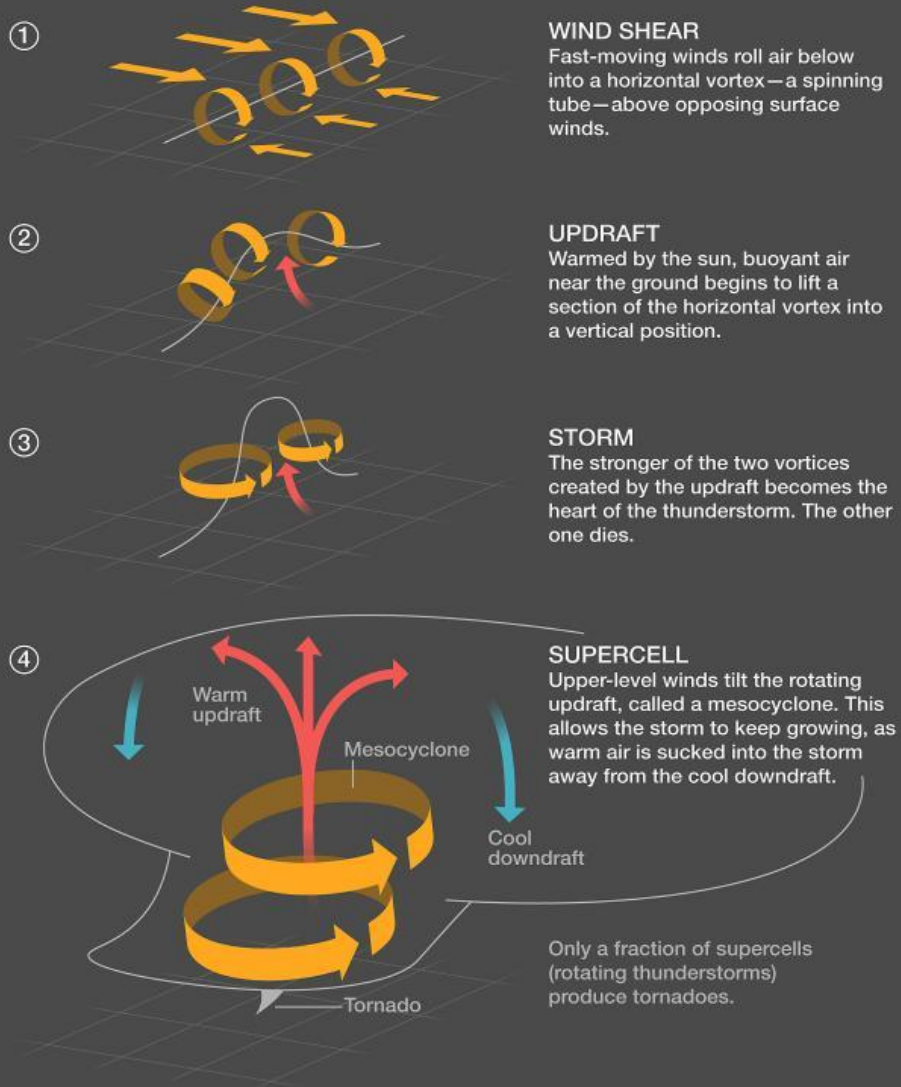 ①
WIND SHEAR
Fast-moving winds roll air below
into a horizontal vortex—a spinning
tube—above opposing surface
winds.
②
UPDRAFT
Warmed by the sun, buoyant air
near the ground begins to lift a
section of the horizontal vortex into
a vertical position.
③
STORM
The stronger of the two vortices
created by the updraft becomes the
heart of the thunderstorm. The other
one dies.
④
SUPERCELL
Upper-level winds tilt the rotating
updraft, called a mesocyclone. This
allows the storm to keep growing, as
warm air is sucked into the storm
away from the cool downdraft.
Warm
updraft
Mesocyclone
Cool
downdraft
Only a fraction of supercells
(rotating thunderstorms)
produce tornadoes.
Tornado